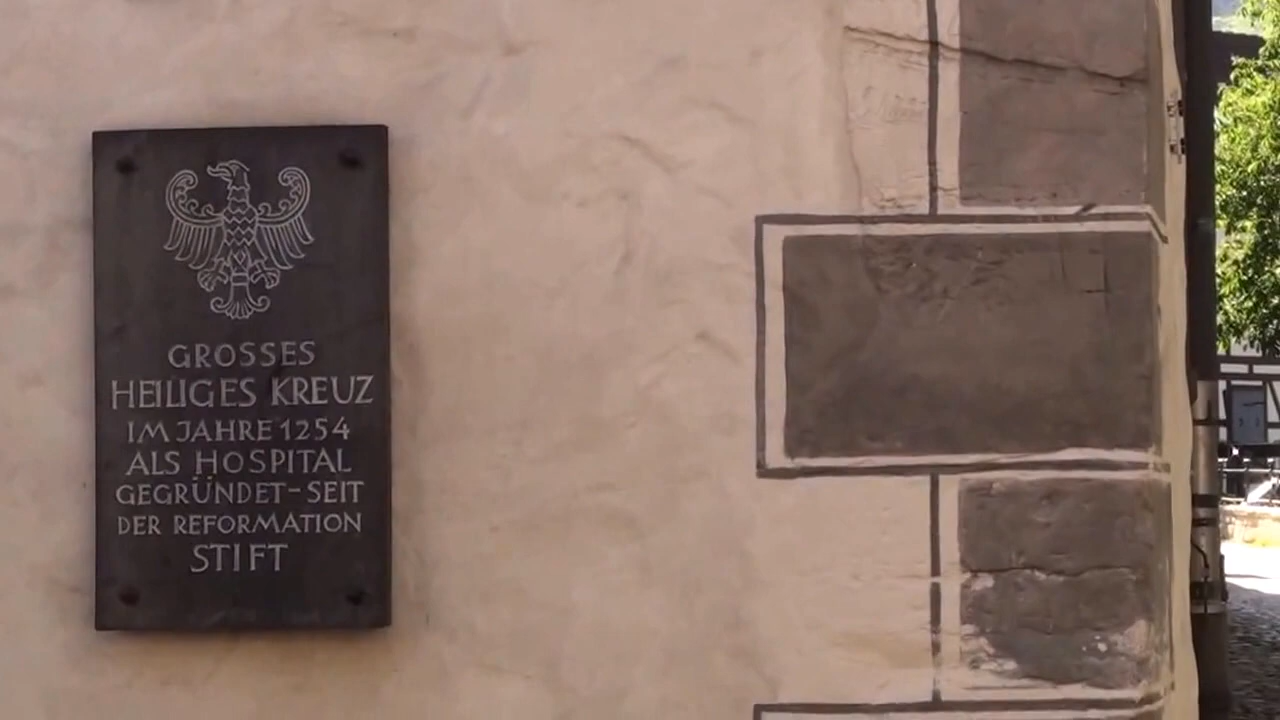 GROSSES
HEILIGES KREUZ
IM JAHRE 1254
ALS HOSPITAL
GEGRÜNDET-SEIT
DER REFORMATION
STIFT